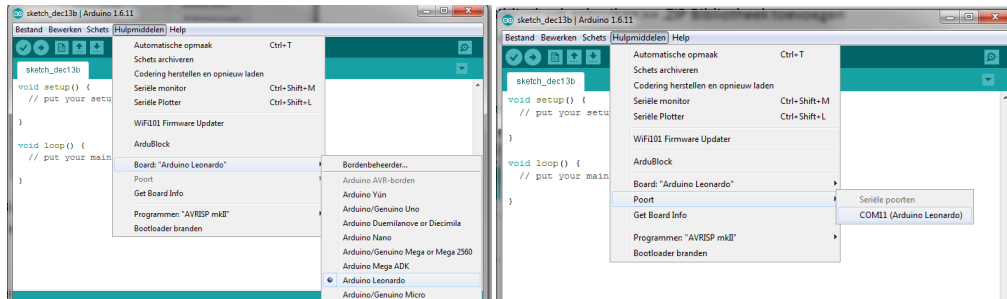 sketch_dec13b | Arduino 1.6.11
Bestand Bewerken Schets Hulpmiddelen Help
sketch_dec13b
Automatische opmaak Ctrl+T
Schets archiveren
Codering herstellen en opnieuw laden
Seriële monitor Ctrl+Shift+M
Seriële Plotter Ctrl+Shift+L
WiFi101 Firmware Updater
ArduBlock
Board: "Arduino Leonardo"
Poort
Get Board Info
Programmer: "AVRISP mkII"
Bootloader branden
void setup() {
// put your setu
}
void loop() {
// put your main
}
Bordenbeheerder...
Arduino AVR-borden
Arduino Yún
Arduino/Genuino Uno
Arduino Duemilanove or Diecimila
Arduino Nano
Arduino/Genuino Mega or Mega 2560
Arduino Mega ADK
Arduino Leonardo
Arduino/Genuino Micro
sketch_dec13b | Arduino 1.6.11
toevoegen
Bestand Bewerken Schets Hulpmiddelen Help
sketch_dec13b
Automatische opmaak Ctrl+T
Schets archiveren
Codering herstellen en opnieuw laden
Seriële monitor Ctrl+Shift+M
Seriële Plotter Ctrl+Shift+L
WiFi101 Firmware Updater
ArduBlock
Board: "Arduino Leonardo"
Poort
Get Board Info
Programmer: "AVRISP mkII"
Bootloader branden
void setup() {
// put your setu
}
void loop() {
// put your main
}
Seriële poorten
COM11 (Arduino Leonardo)